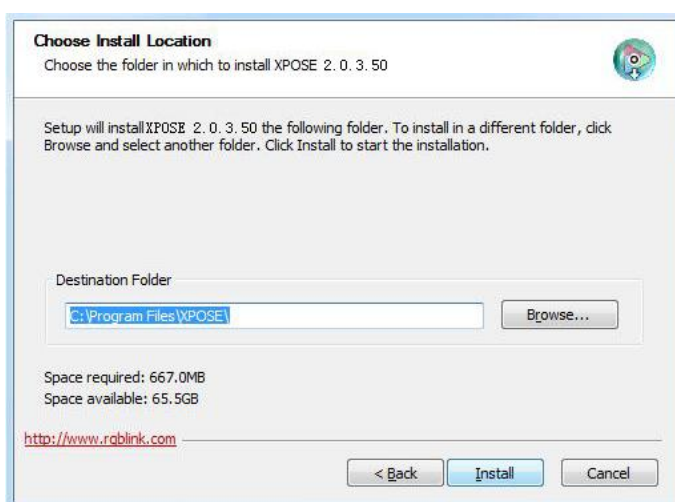 Choose Install Location
Choose the folder in which to install XPOSE 2.0.3.50
Setup will installXPOSE 2.0.3.50 the following folder. To install in a different folder, click
Browse and select another folder. Click Install to start the installation.
Destination Folder
C:\Program Files\XPOSE\
Browse...
Space required: 667.0MB
Space available: 65.5GB
http://www.rgblink.com
< Back
Install
Cancel